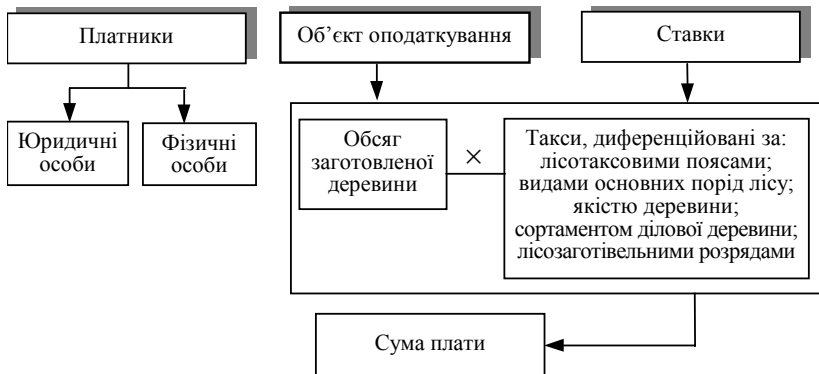 Платники
Об’єкт оподаткування
Ставки
Юридичні
особи
Фізичні
особи
Обсяг
заготовленої
деревини
×
Такси, диференційовані за:
лісотаксовими поясами;
видами основних порід лісу;
якістю деревини;
сортаментом ділової деревини;
лісозаготівельними розрядами
Сума плати